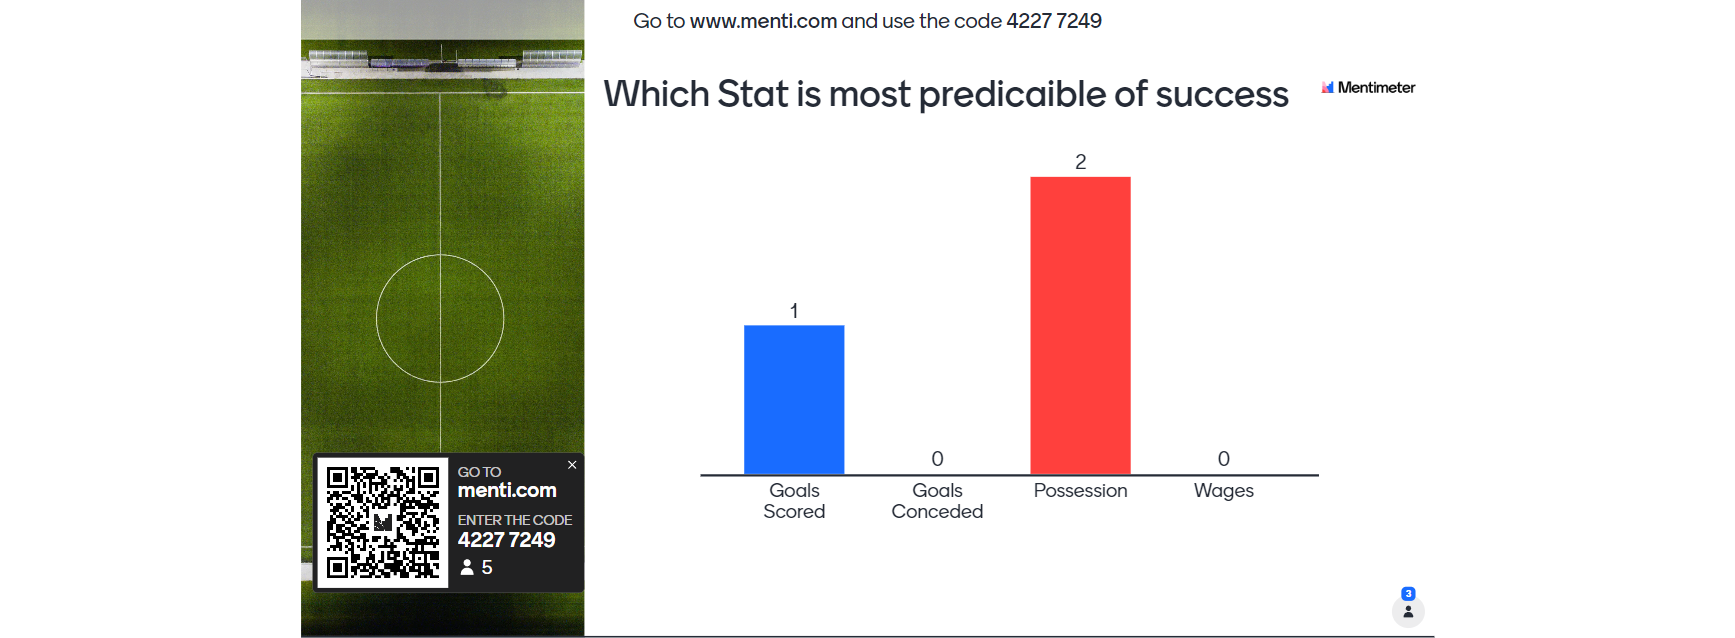 Go to www.menti.com and use the code 4227 7249
Which Stat is most predicaible of success
Mentimeter
2
1
0
0
Goals
Scored
Goals
Conceded
Possession
Wages
GO TO
menti.com
ENTER THE CODE
4227 7249
5
3